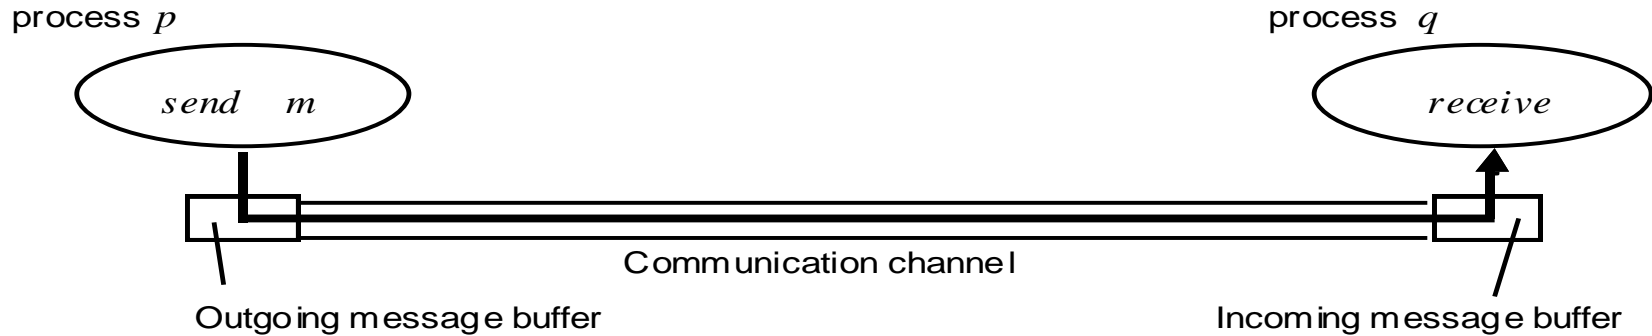 process p
process q
send m
receive
Communication channel
Outgoing message buffer
Incoming message buffer